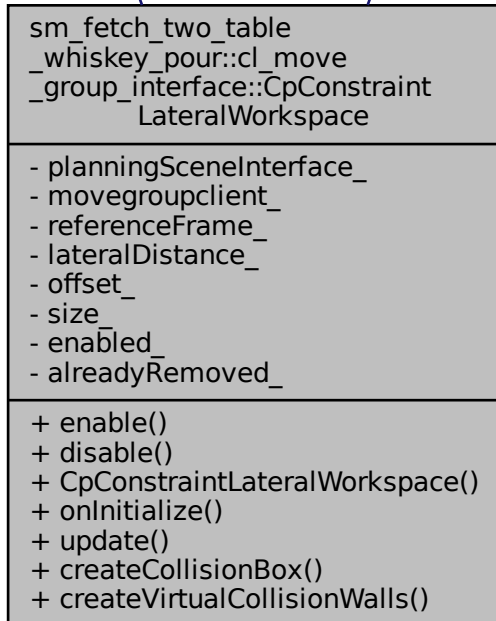 sm_fetch_two_table
_whiskey_pour::cl_move
_group_interface::CpConstraint
LateralWorkspace
- planningSceneInterface_
- movegroupclient_
- referenceFrame_
- lateralDistance_
- offset_
- size_
- enabled_
- alreadyRemoved_
+ enable()
+ disable()
+ CpConstraintLateralWorkspace()
+ onInitialize()
+ update()
+ createCollisionBox()
+ createVirtualCollisionWalls()